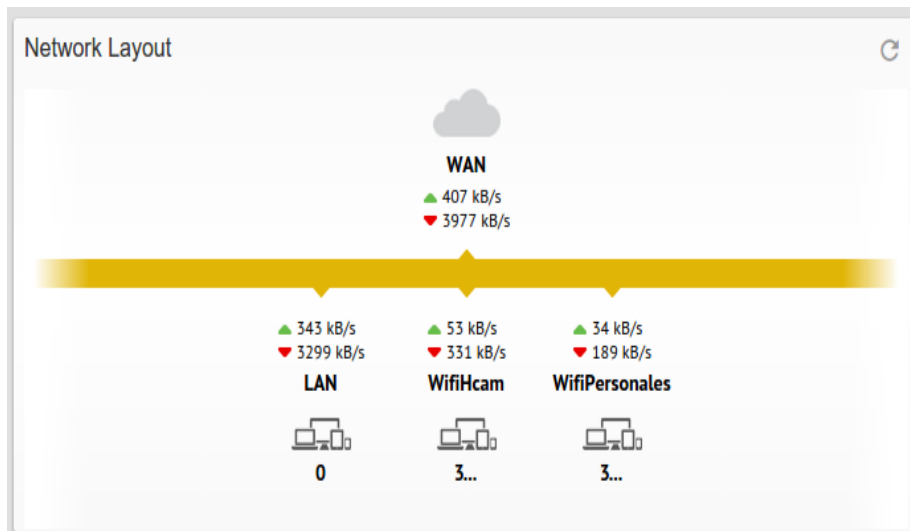 Network Layout
WAN
407 kB/s
3977 kB/s
343 kB/s
3299 kB/s
LAN
0
53 kB/s
331 kB/s
WifiHcam
3...
34 kB/s
189 kB/s
WifiPersonales
3...